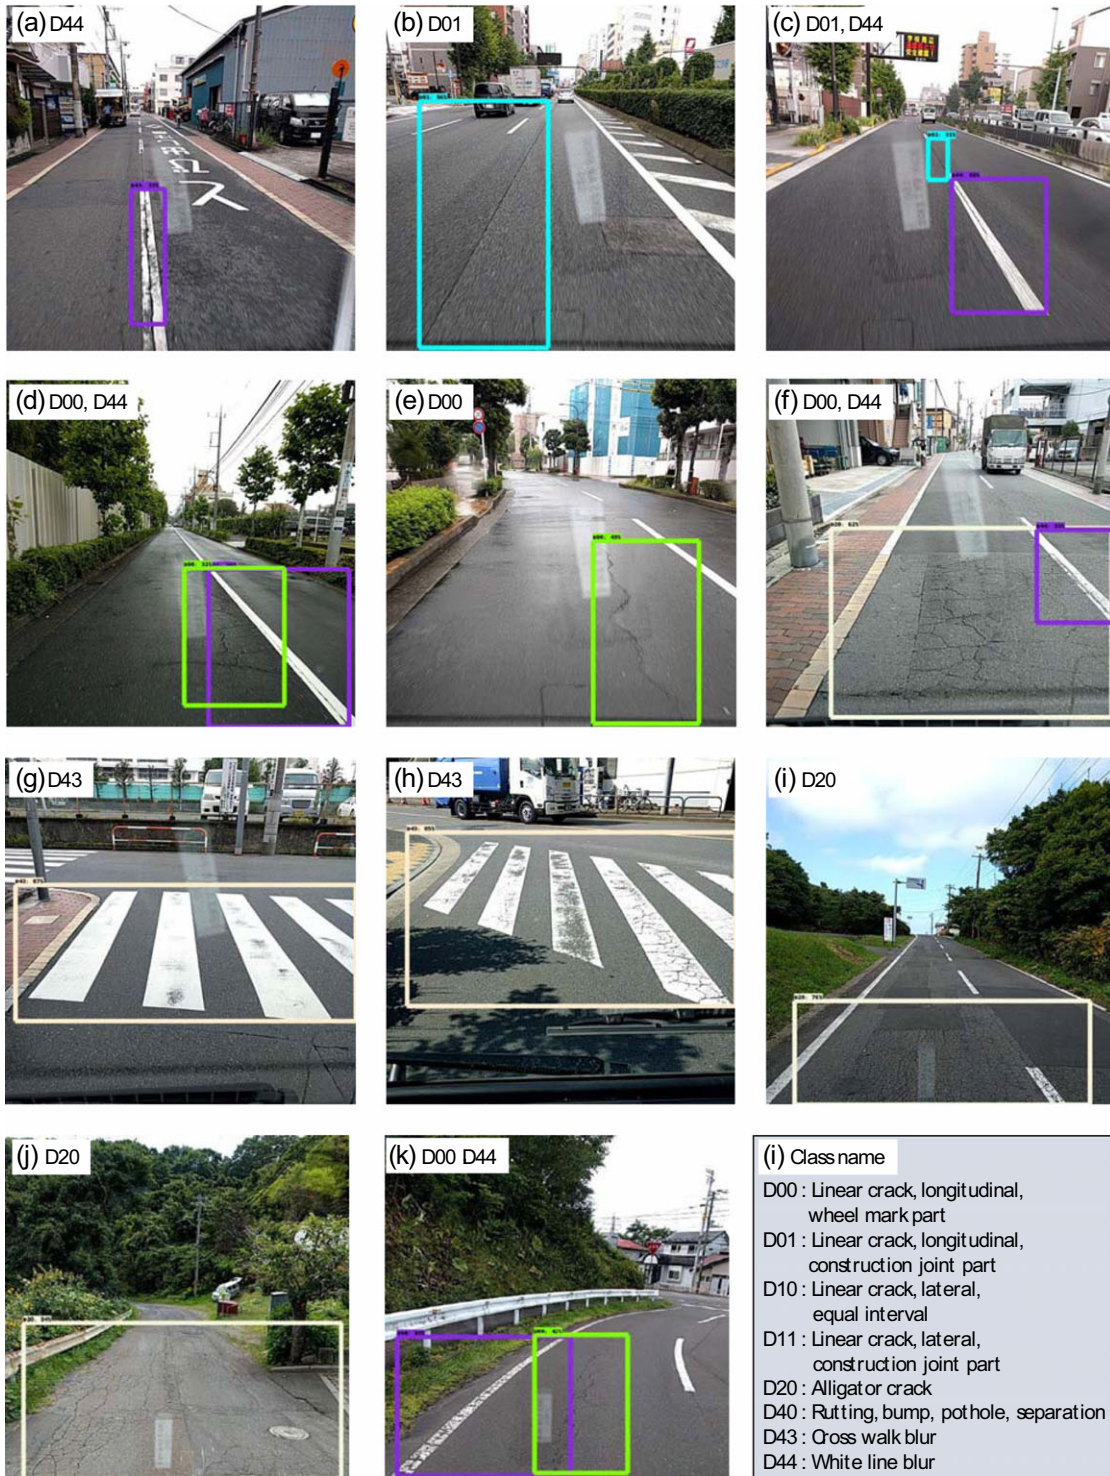 (a) D44
(b) D01
(c) D01, D44
(d) D00, D44
(e) D00
(f) D00, D44
(g) D43
(h) D43
(i) D20
(j) D20
(k) D00 D44
(i) Class name
D00 : Linear crack, longitudinal,
wheel mark part
D01 : Linear crack, longitudinal,
construction joint part
D10 : Linear crack, lateral,
equal interval
D11 : Linear crack, lateral,
construction joint part
D20 : Alligator crack
D40 : Rutting, bump, pothole, separation
D43 : Cross walk blur
D44 : White line blur